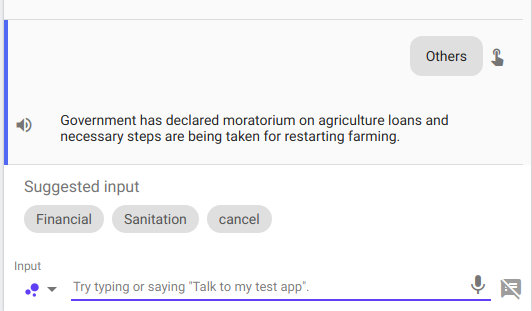 Others
Government has declared moratorium on agriculture loans and
necessary steps are being taken for restarting farming.
Suggested input
Financial
Sanitation
cancel
Input
Try typing or saying "Talk to my test app".